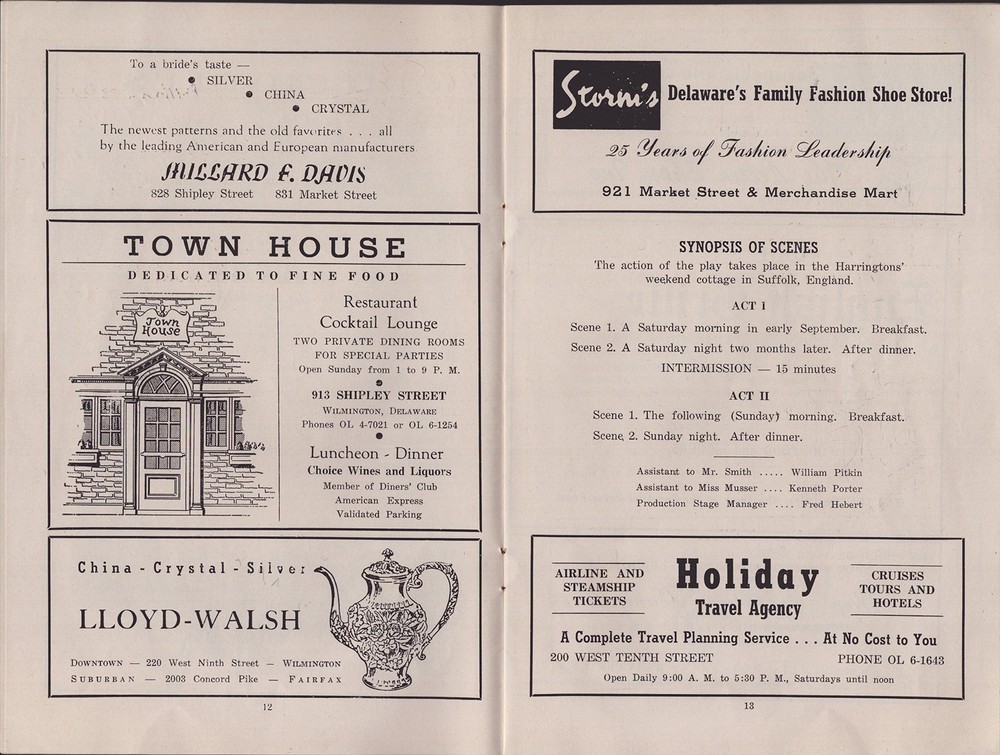 To a bride's taste —
● SILVER
● CHINA
● CRYSTAL
The newest patterns and the old favorites . . . all
by the leading American and European manufacturers
MILLARD F. DAVIS
828 Shipley Street 831 Market Street
TOWN HOUSE
DEDICATED TO FINE FOOD
Town
House
Restaurant
Cocktail Lounge
TWO PRIVATE DINING ROOMS
FOR SPECIAL PARTIES
Open Sunday from 1 to 9 P. M.
913 SHIPLEY STREET
WILMINGTON, DELAWARE
Phones OL 4-7021 or OL 6-1254
Luncheon - Dinner
Choice Wines and Liquors
Member of Diners' Club
American Express
Validated Parking
China - Crystal - Silver
LLOYD-WALSH
DOWNTOWN — 220 West Ninth Street — WILMINGTON
SUBURBAN — 2003 Concord Pike — FAIRFAX
12
Storm's Delaware's Family Fashion Shoe Store!
25 Years of Fashion Leadership
921 Market Street & Merchandise Mart
SYNOPSIS OF SCENES
The action of the play takes place in the Harringtons'
weekend cottage in Suffolk, England.
ACT I
Scene 1. A Saturday morning in early September. Breakfast.
Scene 2. A Saturday night two months later. After dinner.
INTERMISSION — 15 minutes
ACT II
Scene 1. The following (Sunday) morning. Breakfast.
Scene 2. Sunday night. After dinner.
Assistant to Mr. Smith ..... William Pitkin
Assistant to Miss Musser .... Kenneth Porter
Production Stage Manager .... Fred Hebert
AIRLINE AND
STEAMSHIP
TICKETS
Holiday
Travel Agency
CRUISES
TOURS AND
HOTELS
A Complete Travel Planning Service . . . At No Cost to You
200 WEST TENTH STREET PHONE OL 6-1643
Open Daily 9:00 A. M. to 5:30 P. M., Saturdays until noon
13